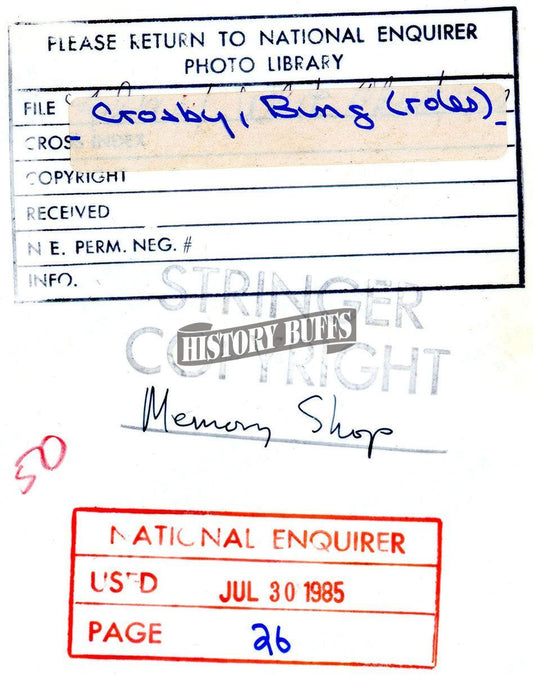 PLEASE RETURN TO NATIONAL ENQUIRER
PHOTO LIBRARY
FILE
Crosby, Bing (roles)
CROSS INDEX
COPYRIGHT
RECEIVED
N E. PERM. NEG. #
INFO.
STRINGER
COPYRIGHT
HISTORY-BUFFS
Memory Shop
50
NATIONAL ENQUIRER
USED JUL 30 1985
PAGE 26